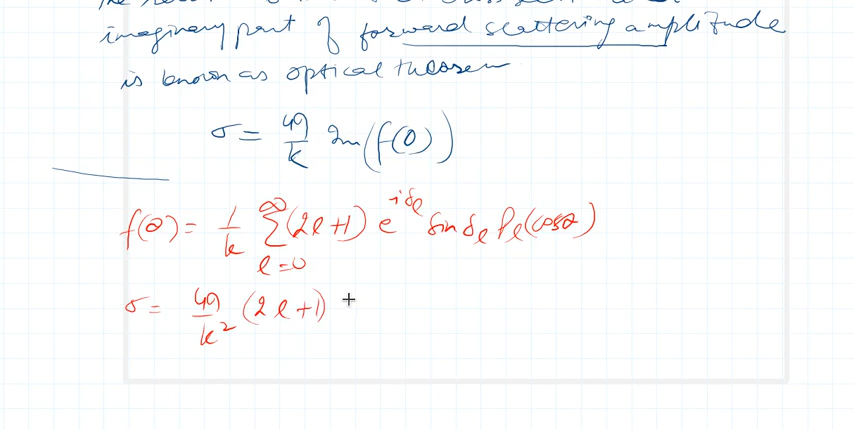 imaginary part of forward scattering amplitude
is known as optical theorem
σ = 4π/k Im(f(0))
f(θ) = 1/k ∑_{l=0}^{∞} (2l+1) e^{iδ_l} sin δ_l P_l(cosθ)
σ = 4π/k² (2l+1)